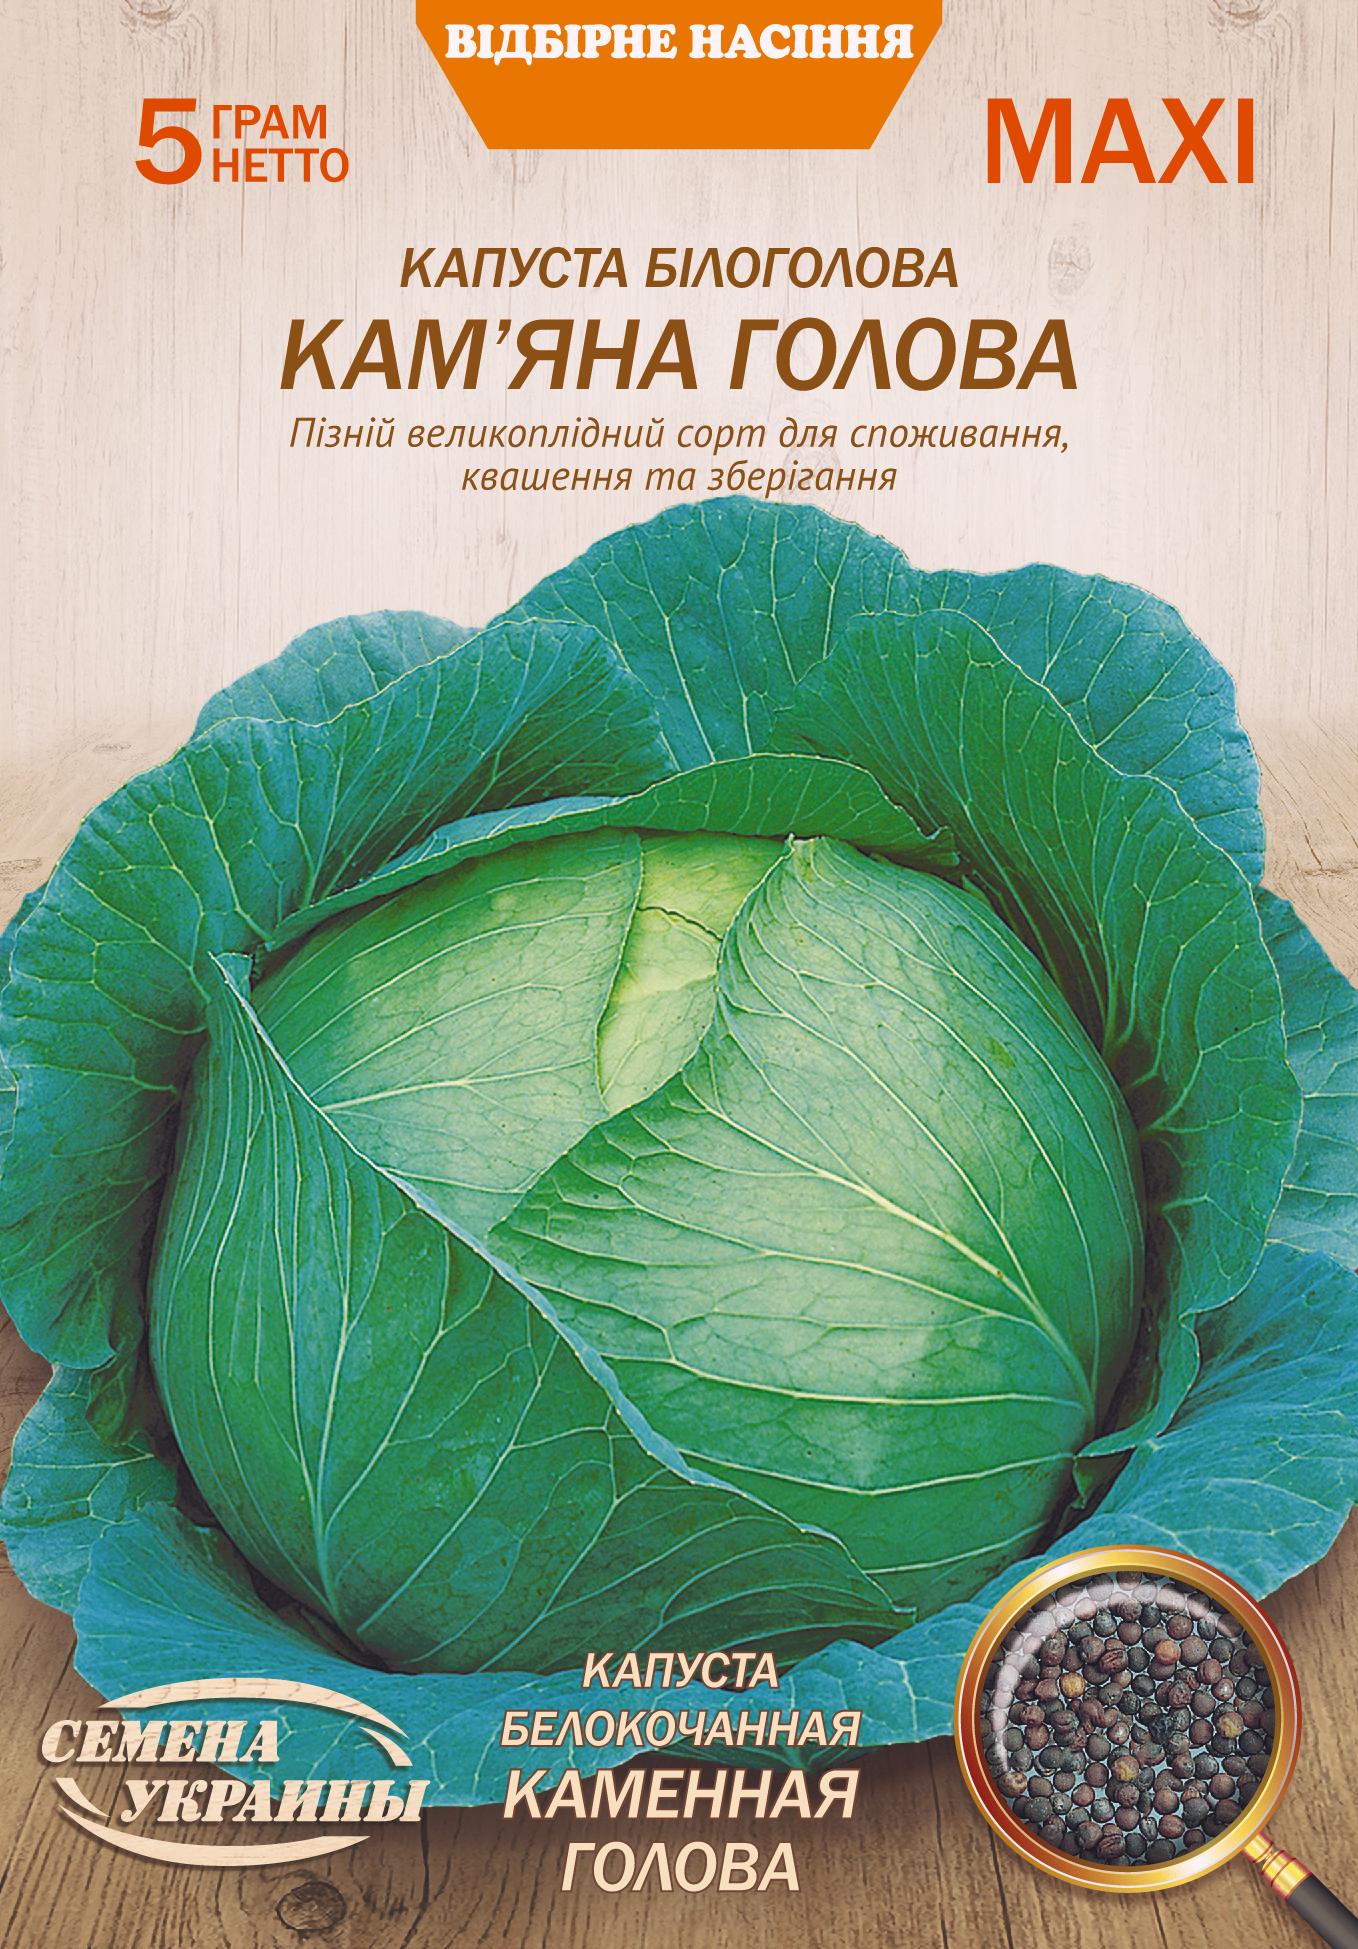 ВІДБІРНЕ НАСІННЯ
5 ГРАМ
НЕТТО
MAXI
КАПУСТА БІЛОГОЛОВА
КАМ’ЯНА ГОЛОВА
Пізній великоплідний сорт для споживання,
квашення та зберігання
СЕМЕНА
УКРАИНЫ
КАПУСТА
БЕЛОКОЧАННАЯ
КАМЕННАЯ
ГОЛОВА